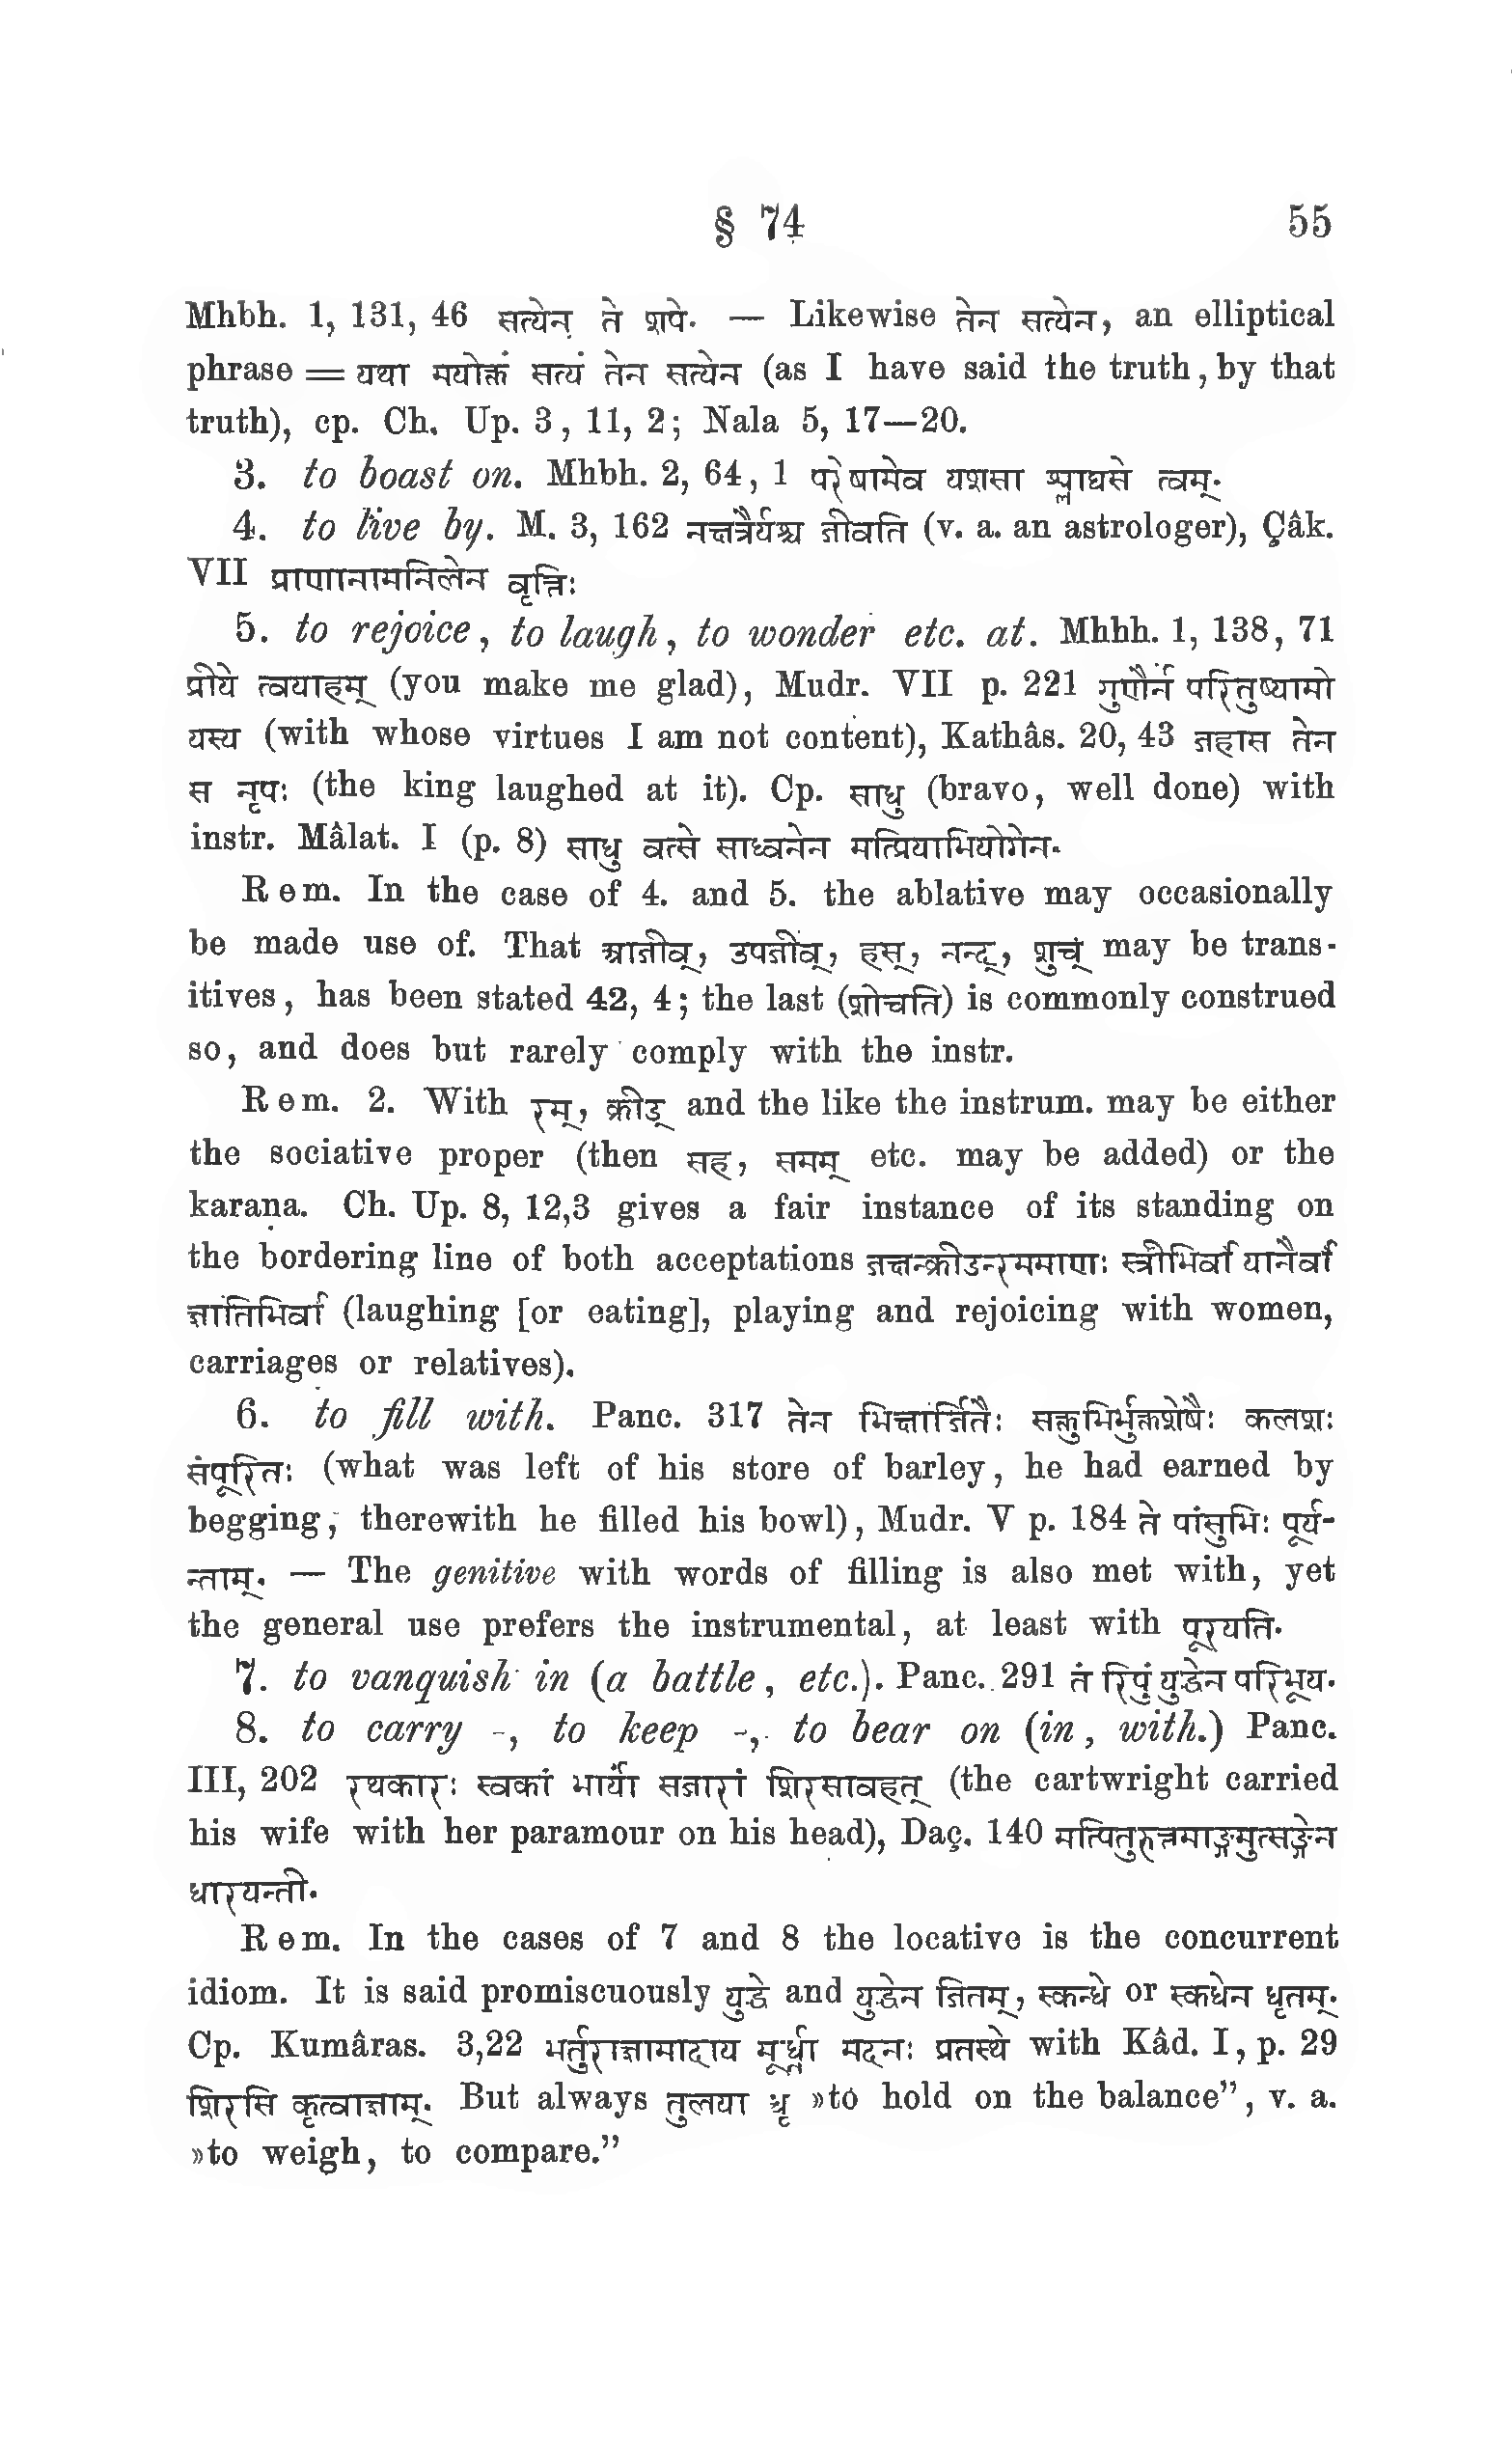 § 74 55
Mhbh. 1, 131, 46 सत्येन ते शपे. — Likewise तेन सत्येन, an elliptical
phrase = यथा मयोक्तं सत्यं तेन सत्येन (as I have said the truth, by that
truth), cp. Ch. Up. 3, 11, 2; Nala 5, 17—20.
3. to boast on. Mhbh. 2, 64, 1 परेषामेव यशसा श्लाघसे त्वम्.
4. to live by. M. 3, 162 नक्षत्रैर्यश्च जीवति (v. a. an astrologer), Çâk.
VII प्राणानामनिलेन वृत्तिः
5. to rejoice, to laugh, to wonder etc. at. Mhbh. 1, 138, 71
प्रीये त्वयाहम् (you make me glad), Mudr. VII p. 221 गुणैर्न परितुष्यामो
यस्य (with whose virtues I am not content), Kathâs. 20, 43 जहास तेन
स नृपः (the king laughed at it). Cp. साधु (bravo, well done) with
instr. Mâlat. I (p. 8) साधु वत्से साध्वनेन मत्प्रियाभियोगेन.
Rem. In the case of 4. and 5. the ablative may occasionally
be made use of. That आजीव्, उपजीव्, हस्, नन्द्, शुच् may be trans-
itives, has been stated 42, 4; the last (शोचति) is commonly construed
so, and does but rarely comply with the instr.
Rem. 2. With रम्, क्रीड् and the like the instrum. may be either
the sociative proper (then सह, समम् etc. may be added) or the
karaṇa. Ch. Up. 8, 12,3 gives a fair instance of its standing on
the bordering line of both acceptations जक्षन्क्रीडन्रममाणः स्त्रीभिर्वा यानैर्वा
ज्ञातिभिर्वा (laughing [or eating], playing and rejoicing with women,
carriages or relatives).
6. to fill with. Panc. 317 तेन भिक्षार्जितैः सक्तुभिर्भुक्तशेषैः कलशः
संपूरितः (what was left of his store of barley, he had earned by
begging, therewith he filled his bowl), Mudr. V p. 184 ते पांसुभिः पूर्य-
न्ताम्. — The genitive with words of filling is also met with, yet
the general use prefers the instrumental, at least with पूरयति.
7. to vanquish in (a battle, etc.). Panc. 291 तं रिपुं युद्धेन परिभूय.
8. to carry -, to keep -, to bear on (in, with.) Panc.
III, 202 रथकारः स्वकां भार्यां सजारां शिरसावहत् (the cartwright carried
his wife with her paramour on his head), Daç. 140 मत्पितुरुत्तमाङ्गमुत्सङ्गेन
धारयन्ती.
Rem. In the cases of 7 and 8 the locative is the concurrent
idiom. It is said promiscuously युद्धे and युद्धेन जितम्, स्कन्धे or स्कधेन धृतम्.
Cp. Kumâras. 3,22 भर्तुराज्ञामादाय मूर्ध्ना मदनः प्रतस्थे with Kâd. I, p. 29
शिरसि कृत्वाज्ञाम्. But always तुलया धृ »to hold on the balance”, v. a.
»to weigh, to compare.”